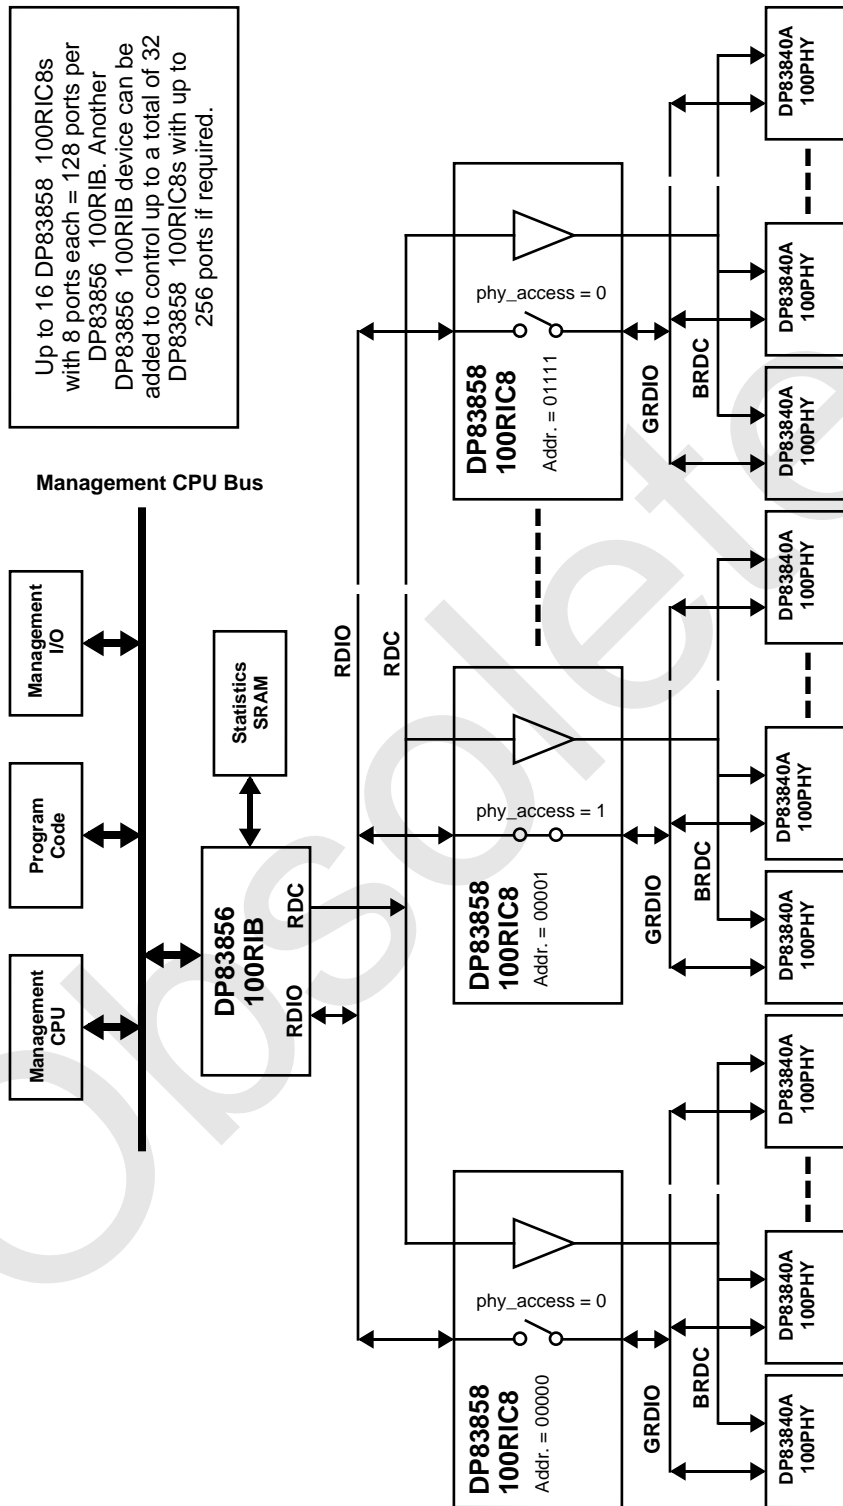 Up to 16 DP83858 100RIC8s
with 8 ports each = 128 ports per
DP83856 100RIB. Another
DP83856 100RIB device can be
added to control up to a total of 32
DP83858 100RIC8s with up to
256 ports if required.
Management CPU Bus
Management
CPU
Program
Code
Management
I/O
DP83856
100RIB
RDIO
RDC
Statistics
SRAM
RDIO
RDC
DP83858
100RIC8
Addr. = 00000
phy_access = 0
DP83858
100RIC8
Addr. = 00001
phy_access = 1
DP83858
100RIC8
Addr. = 01111
phy_access = 0
GRDIO
BRDC
GRDIO
BRDC
GRDIO
BRDC
DP83840A
100PHY
DP83840A
100PHY
DP83840A
100PHY
DP83840A
100PHY
DP83840A
100PHY
DP83840A
100PHY
DP83840A
100PHY
DP83840A
100PHY
DP83840A
100PHY
Obsolete